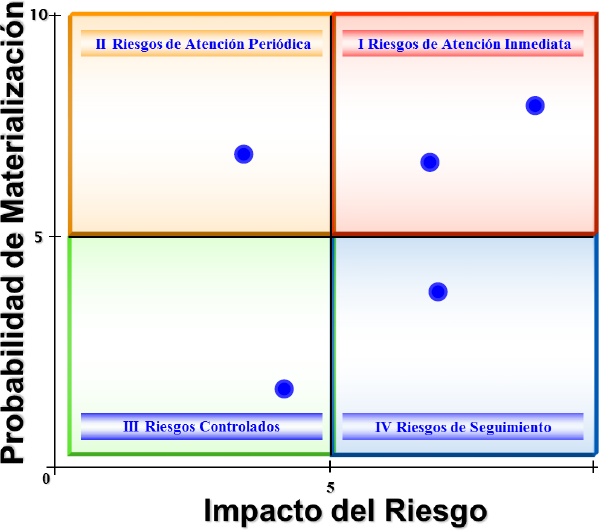 Probabilidad de Materialización
10
II Riesgos de Atención Periódica
I Riesgos de Atención Inmediata
5
III Riesgos Controlados
IV Riesgos de Seguimiento
0
5
Impacto del Riesgo